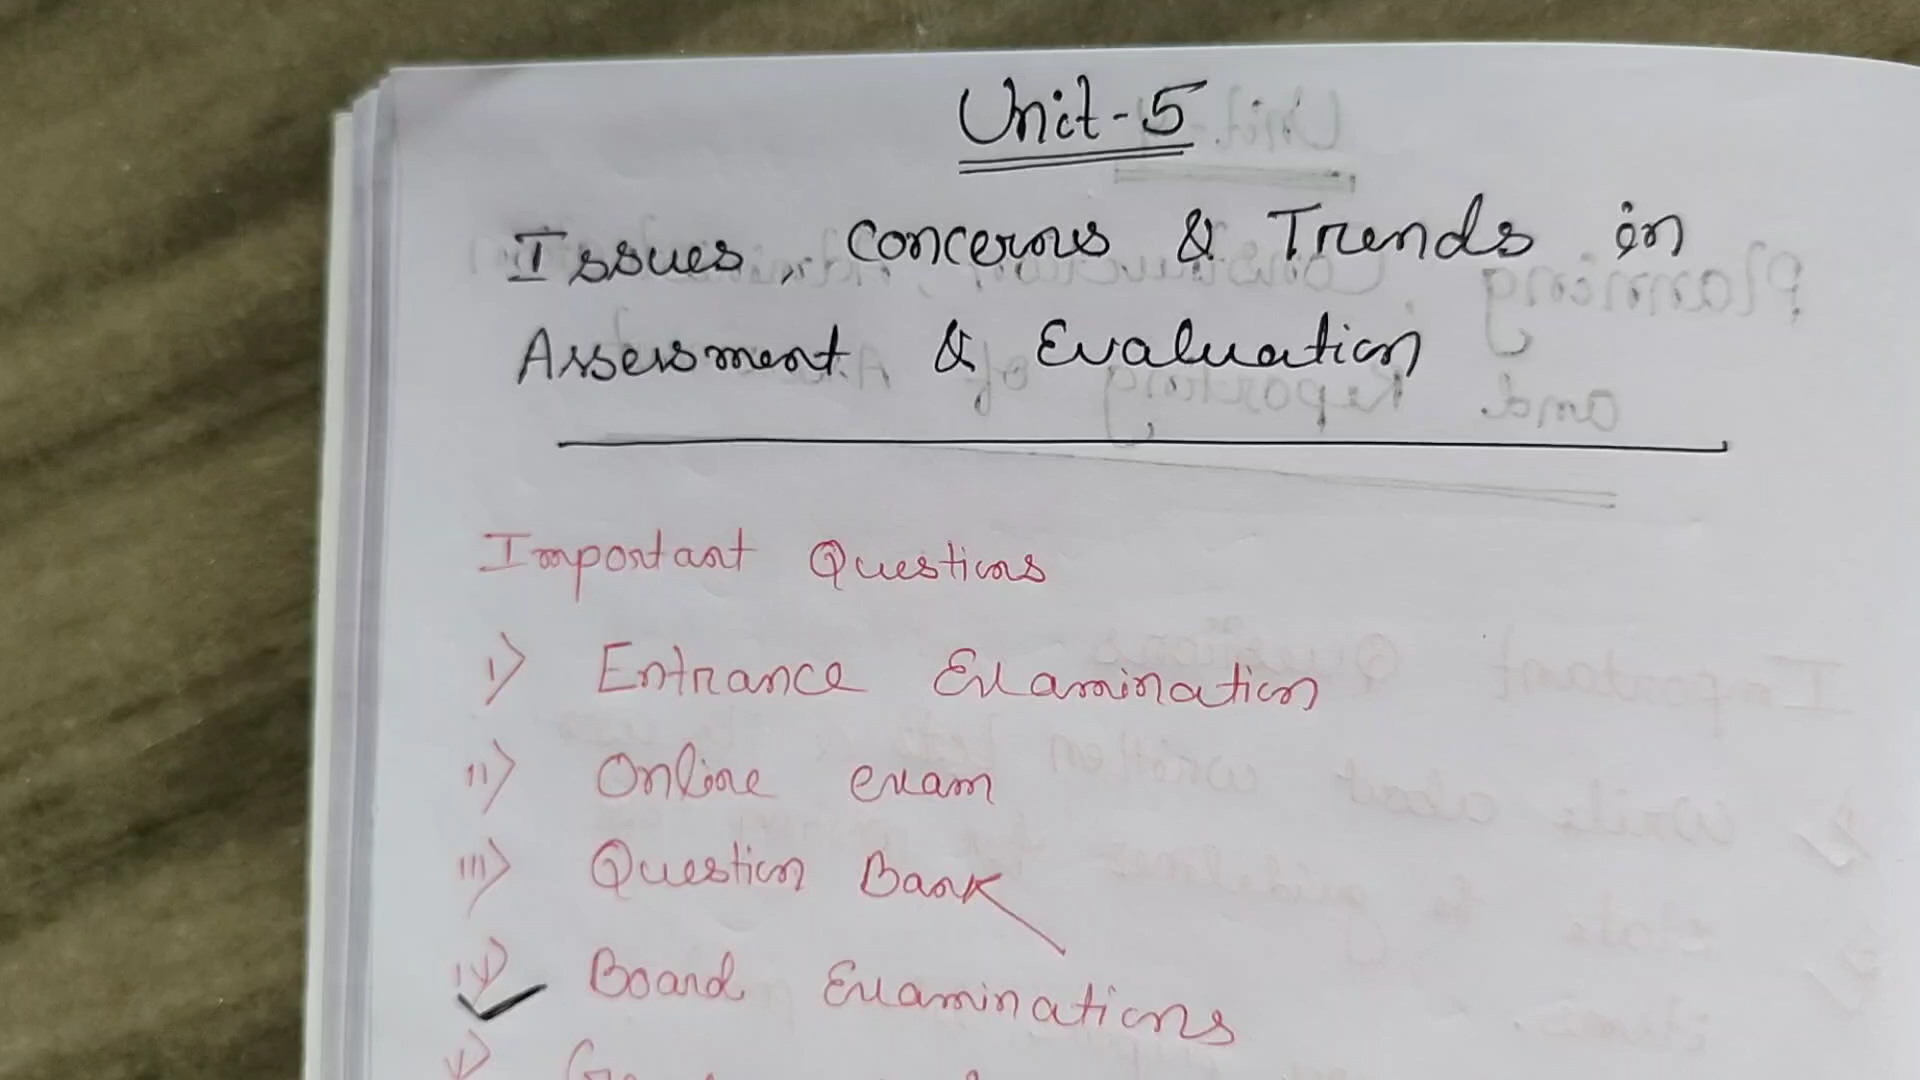 Unit-5
Issues, Concerns & Trends in
Assessment & Evaluation
Important Questions
i) Entrance Examination
ii) Online exam
iii) Question Bank
iv) Board Examinations
v)